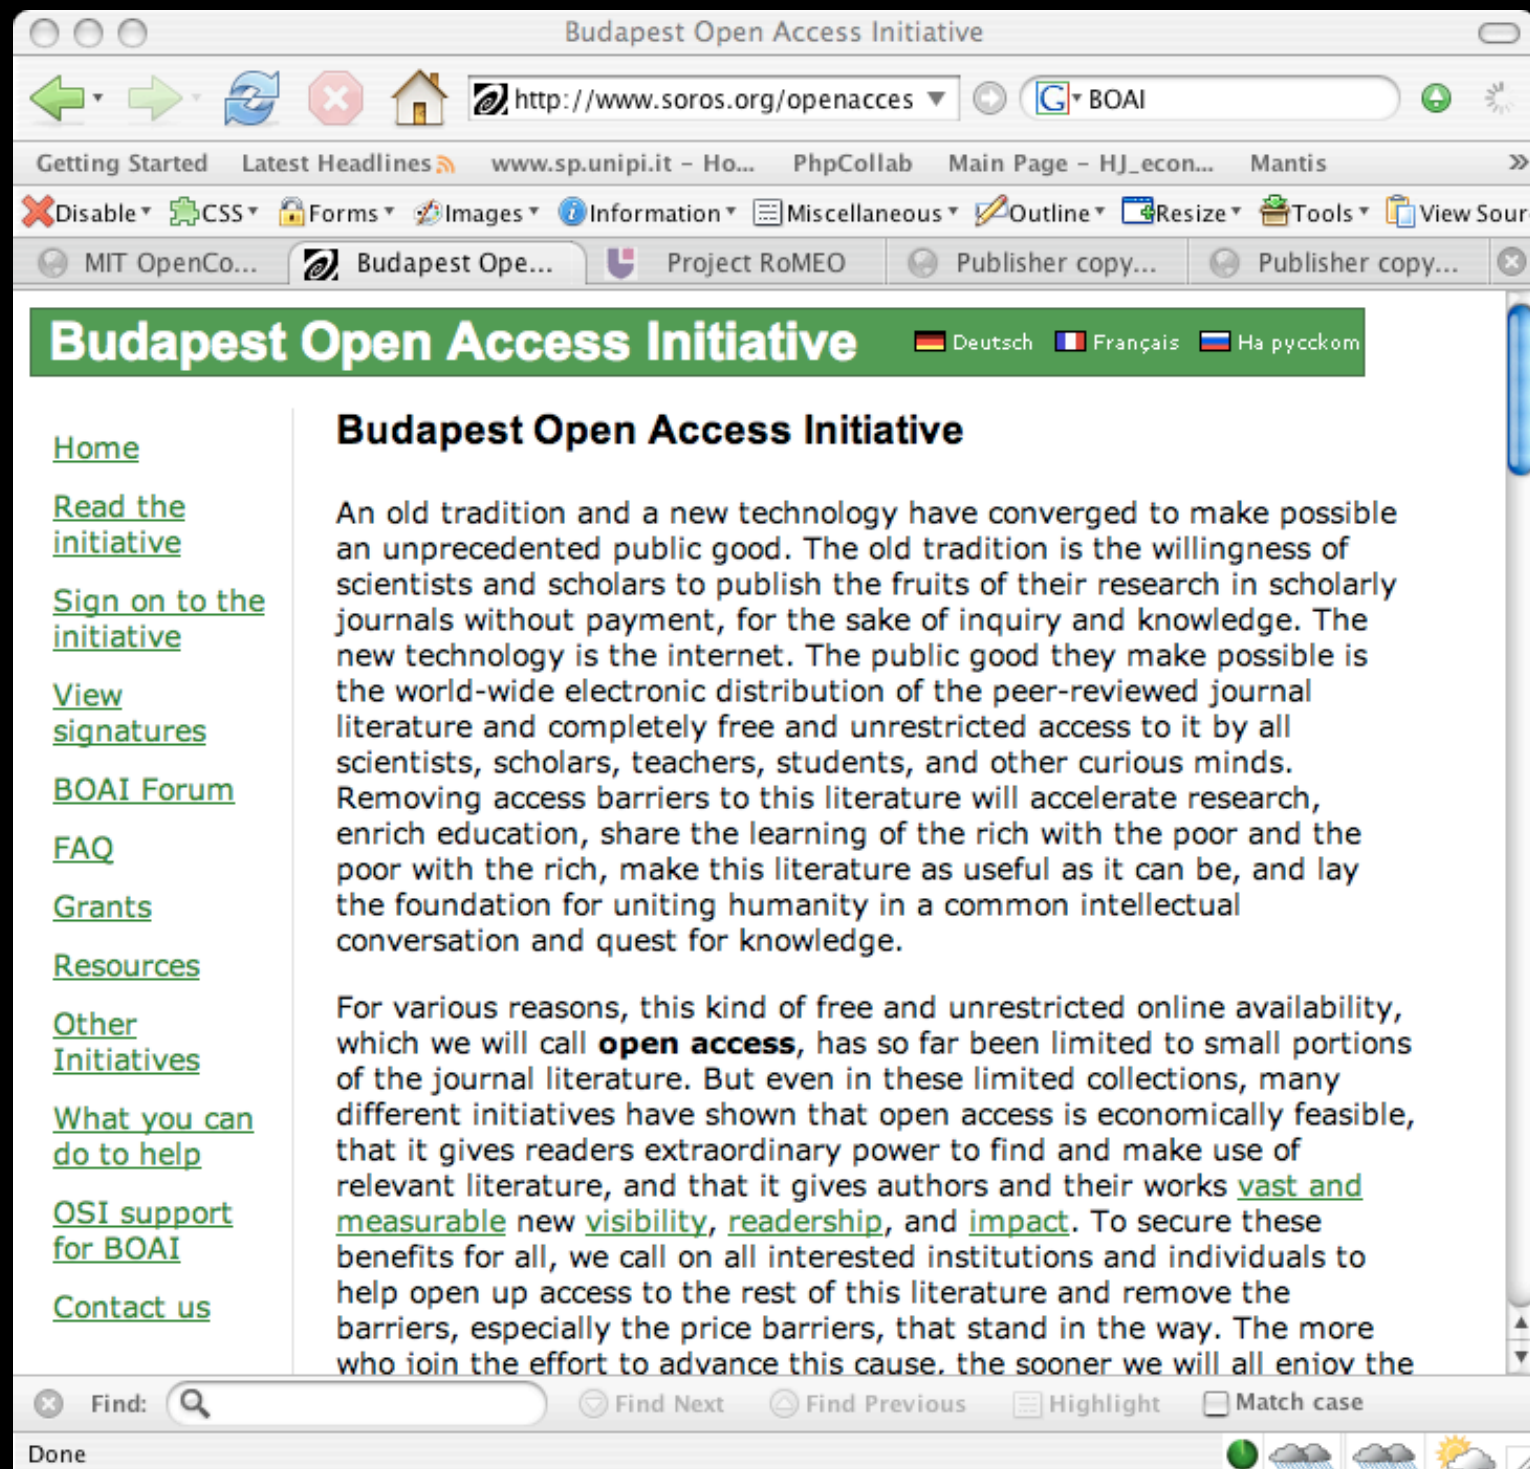 Budapest Open Access Initiative
http://www.soros.org/openacces
G BOAI
Getting Started Latest Headlines www.sp.unipi.it – Ho... PhpCollab Main Page – HJ_econ... Mantis »
Disable CSS Forms Images Information Miscellaneous Outline Resize Tools View Sour
MIT OpenCo... Budapest Ope... Project RoMEO Publisher copy... Publisher copy...
Budapest Open Access Initiative Deutsch Français На русскоm
Home
Read the
initiative
Sign on to the
initiative
View
signatures
BOAI Forum
FAQ
Grants
Resources
Other
Initiatives
What you can
do to help
OSI support
for BOAI
Contact us
Budapest Open Access Initiative
An old tradition and a new technology have converged to make possible
an unprecedented public good. The old tradition is the willingness of
scientists and scholars to publish the fruits of their research in scholarly
journals without payment, for the sake of inquiry and knowledge. The
new technology is the internet. The public good they make possible is
the world-wide electronic distribution of the peer-reviewed journal
literature and completely free and unrestricted access to it by all
scientists, scholars, teachers, students, and other curious minds.
Removing access barriers to this literature will accelerate research,
enrich education, share the learning of the rich with the poor and the
poor with the rich, make this literature as useful as it can be, and lay
the foundation for uniting humanity in a common intellectual
conversation and quest for knowledge.
For various reasons, this kind of free and unrestricted online availability,
which we will call open access, has so far been limited to small portions
of the journal literature. But even in these limited collections, many
different initiatives have shown that open access is economically feasible,
that it gives readers extraordinary power to find and make use of
relevant literature, and that it gives authors and their works vast and
measurable new visibility, readership, and impact. To secure these
benefits for all, we call on all interested institutions and individuals to
help open up access to the rest of this literature and remove the
barriers, especially the price barriers, that stand in the way. The more
who join the effort to advance this cause, the sooner we will all enjoy the
Find: Find Next Find Previous Highlight Match case
Done